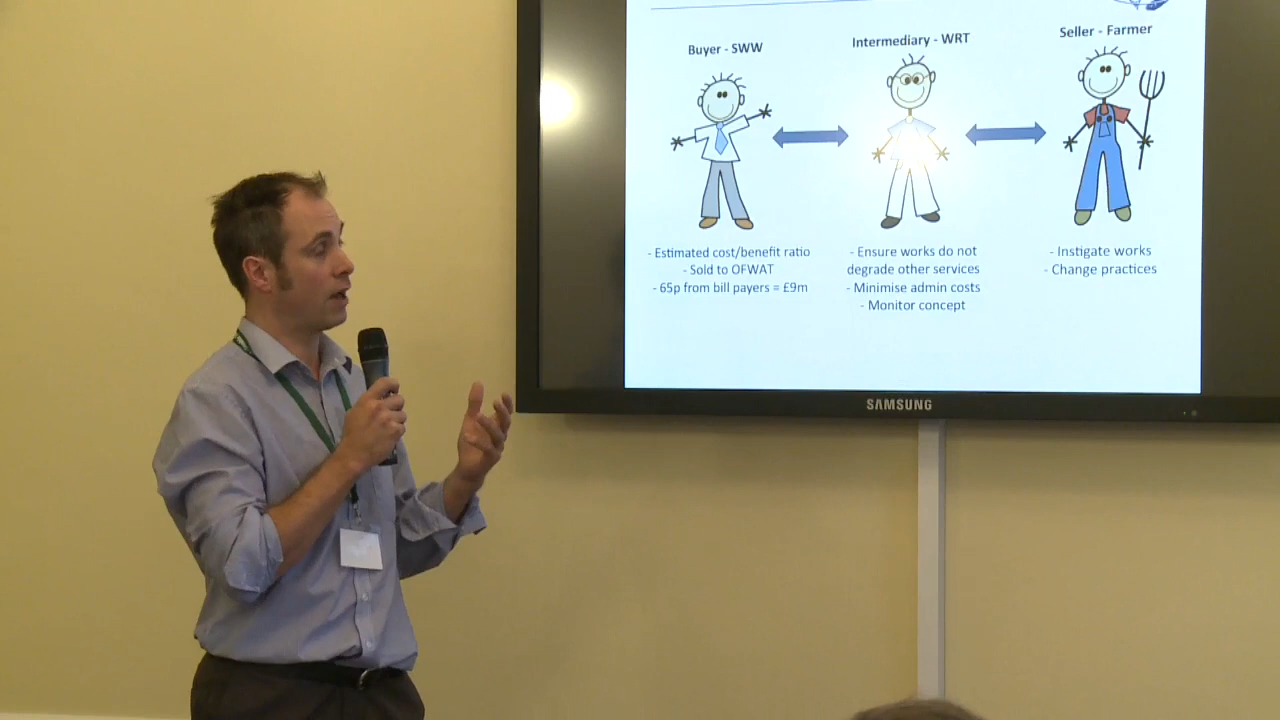 Buyer - SWW
Intermediary - WRT
Seller - Farmer
- Estimated cost/benefit ratio
- Sold to OFWAT
- 65p from bill payers = £9m
- Ensure works do not
degrade other services
- Minimise admin costs
- Monitor concept
- Instigate works
- Change practices
SAMSUNG